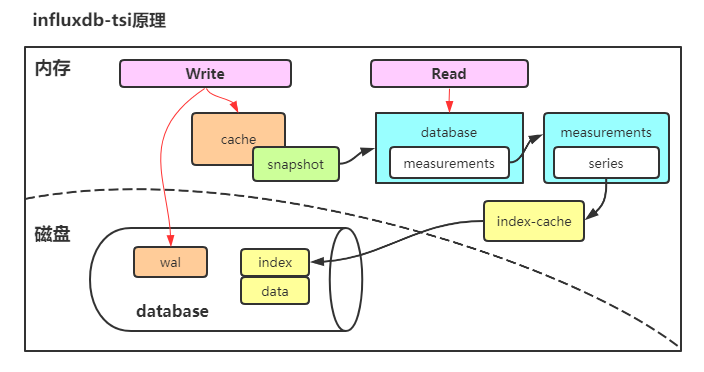 influxdb-tsi原理
内存
Write
Read
cache
snapshot
database
measurements
measurements
series
index-cache
磁盘
wal
index
data
database